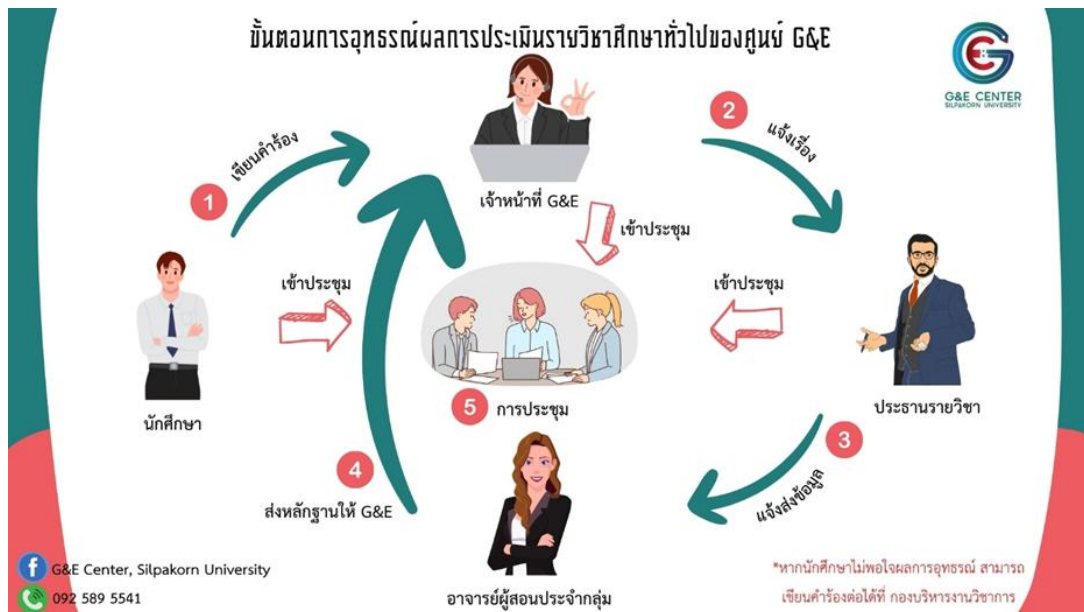 ขั้นตอนการอุทธรณ์ผลการประเมินรายวิชาศึกษาทั่วไปของศูนย์ G&E
G&E CENTER
SILPAKORN UNIVERSITY
1
เขียนคำร้อง
2
แจ้งเรื่อง
เจ้าหน้าที่ G&E
เข้าประชุม
เข้าประชุม
เข้าประชุม
นักศึกษา
5
การประชุม
ประธานรายวิชา
3
แจ้งส่งข้อมูล
4
ส่งหลักฐานให้ G&E
อาจารย์ผู้สอนประจำกลุ่ม
G&E Center, Silpakorn University
092 589 5541
*หากนักศึกษาไม่พอใจผลการอุทธรณ์ สามารถ
เขียนคำร้องต่อได้ที่ กองบริหารงานวิชาการ